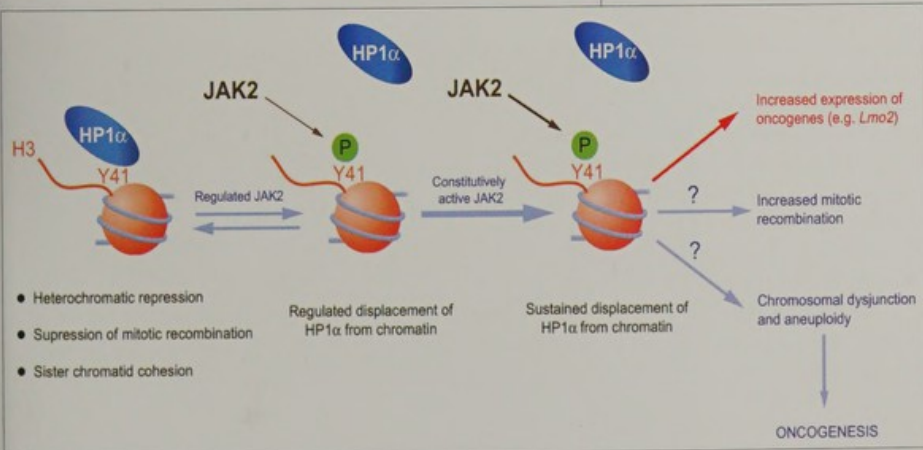 HP1α
H3
Y41
● Heterochromatic repression
● Supression of mitotic recombination
● Sister chromatid cohesion
Regulated JAK2
HP1α
JAK2
P
Y41
Regulated displacement of
HP1α from chromatin
Constitutively
active JAK2
HP1α
JAK2
P
Y41
Sustained displacement of
HP1α from chromatin
Increased expression of
oncogenes (e.g. Lmo2)
?
Increased mitotic
recombination
?
Chromosomal dysjunction
and aneuploidy
ONCOGENESIS